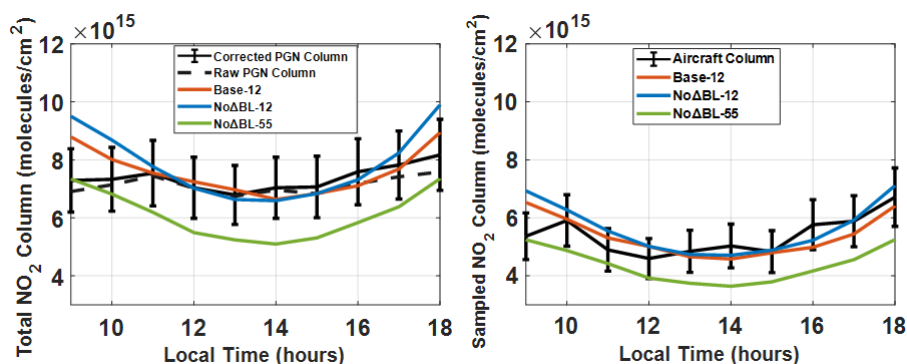 ×10^15
12
10
8
6
4
Total NO2 Column (molecules/cm²)
Corrected PGN Column
Raw PGN Column
Base-12
NoΔBL-12
NoΔBL-55
10 12 14 16 18
Local Time (hours)
×10^15
12
10
8
6
4
Sampled NO2 Column (molecules/cm²)
Aircraft Column
Base-12
NoΔBL-12
NoΔBL-55
10 12 14 16 18
Local Time (hours)